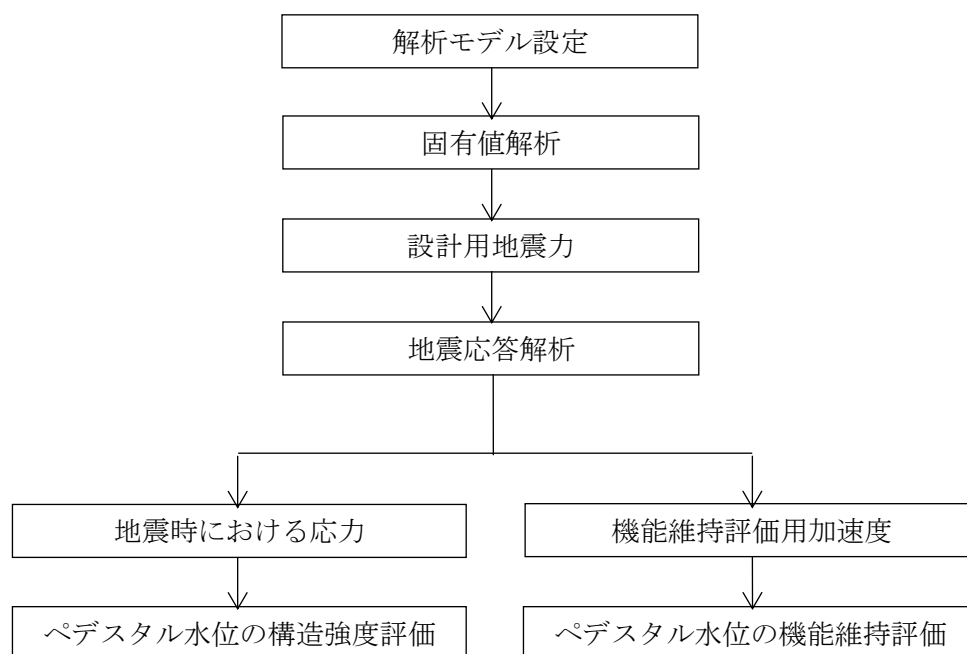 解析モデル設定
固有値解析
設計用地震力
地震応答解析
地震時における応力
機能維持評価用加速度
ペデスタル水位の構造強度評価
ペデスタル水位の機能維持評価